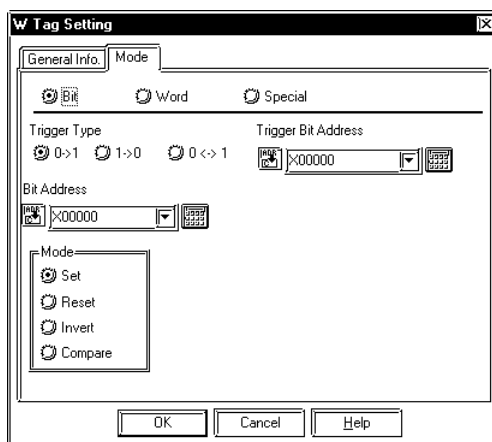 W Tag Setting
General Info. Mode
Bit Word Special
Trigger Type Trigger Bit Address
0->1 1->0 0 <-> 1 X00000
Bit Address
X00000
Mode
Set
Reset
Invert
Compare
OK Cancel Help